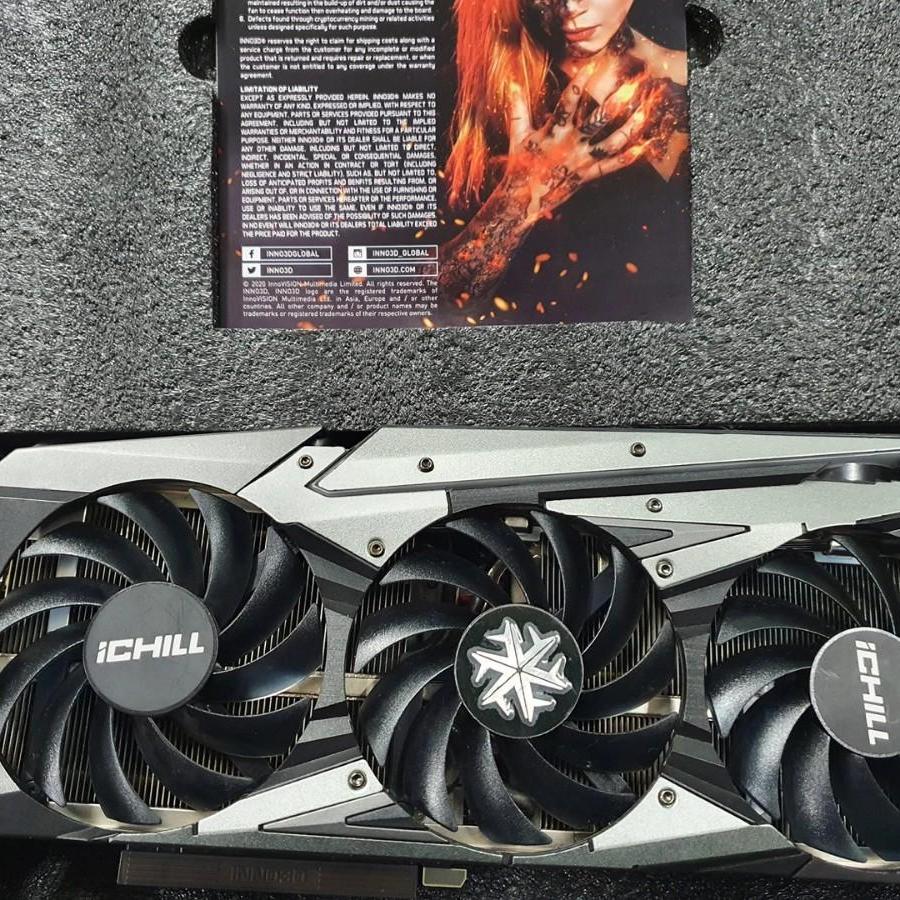 maintained resulting in the build-up of dirt and/or dust causing the
fan to cease function then overheating and damage to the board.
8. Defects found through cryptocurrency mining or related activities
unless designed specifically for such purpose.
INNO3D® reserves the right to claim for shipping costs along with a
service charge from the customer for any incomplete or modified
product that is returned and requires repair or replacement, or when
the customer is not entitled to any coverage under the warranty
agreement.
LIMITATION OF LIABILITY
EXCEPT AS EXPRESSLY PROVIDED HEREIN, INNO3D® MAKES NO
WARRANTY OF ANY KIND, EXPRESSED OR IMPLIED, WITH RESPECT TO
ANY EQUIPMENT, PARTS OR SERVICES PROVIDED PURSUANT TO THIS
AGREEMENT, INCLUDING BUT NOT LIMITED TO THE IMPLIED
WARRANTIES OR MERCHANTABILITY AND FITNESS FOR A PARTICULAR
PURPOSE. NEITHER INNO3D® OR ITS DEALER SHALL BE LIABLE FOR
ANY OTHER DAMAGE, INLCUDING BUT NOT LIMITED TO DIRECT,
INDIRECT, INCIDENTAL, SPECIAL OR CONSEQUENTIAL DAMAGES,
WHETHER IN AN ACTION IN CONTRACT OR TORT (INCLUDING
NEGLIGENCE AND STRICT LIABILITY), SUCH AS, BUT NOT LIMITED TO,
LOSS OF ANTICIPATED PROFITS AND BENFITS RESULTING FROM, OR
ARISING OUT OF, OR IN CONNECTION WITH THE USE OF FURNISHING OR
EQUIPMENT, PARTS OR SERVICES HEREAFTER OR THE PERFORMANCE,
USE OR INABILITY TO USE THE SAME, EVEN IF INNO3D® OR ITS
DEALERS HAS BEEN ADVISED OF THE POSSIBILITY OF SUCH DAMAGES.
IN NO EVENT WILL INNO3D® OR ITS DEALERS TOTAL LIABILITY EXCEED
THE PRICE PAID FOR THE PRODUCT.
INNO3DGLOBAL
INNO3D_GLOBAL
INNO3D
INNO3D.COM
© 2020 InnoVISION Multimedia Limited. All rights reserved. The
INNO3D, INNO3D logo are the registered trademarks of
InnoVISION Multimedia Ltd. in Asia, Europe and / or other
countries. All other company and / or product names may be
trademarks or registered trademarks of their respective owners.
iCHILL
iCHILL
INNO3D